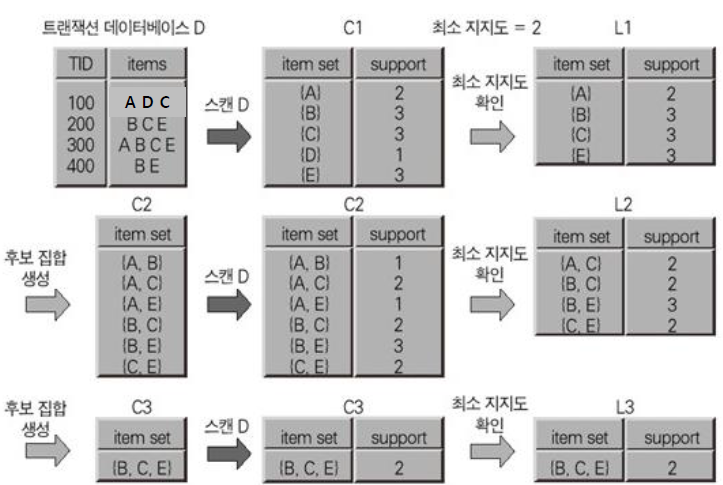 트랜잭션 데이터베이스 D
C1
최소 지지도 = 2
L1
TID items
100 A D C
200 B C E
300 A B C E
400 B E
스캔 D
item set support
{A} 2
{B} 3
{C} 3
{D} 1
{E} 3
최소 지지도
확인
item set support
{A} 2
{B} 3
{C} 3
{E} 3
후보 집합
생성
C2
item set
{A, B}
{A, C}
{A, E}
{B, C}
{B, E}
{C, E}
스캔 D
C2
item set support
{A, B} 1
{A, C} 2
{A, E} 1
{B, C} 2
{B, E} 3
{C, E} 2
최소 지지도
확인
L2
item set support
{A, C} 2
{B, C} 2
{B, E} 3
{C, E} 2
후보 집합
생성
C3
item set
{B, C, E}
스캔 D
C3
item set support
{B, C, E} 2
최소 지지도
확인
L3
item set support
{B, C, E} 2